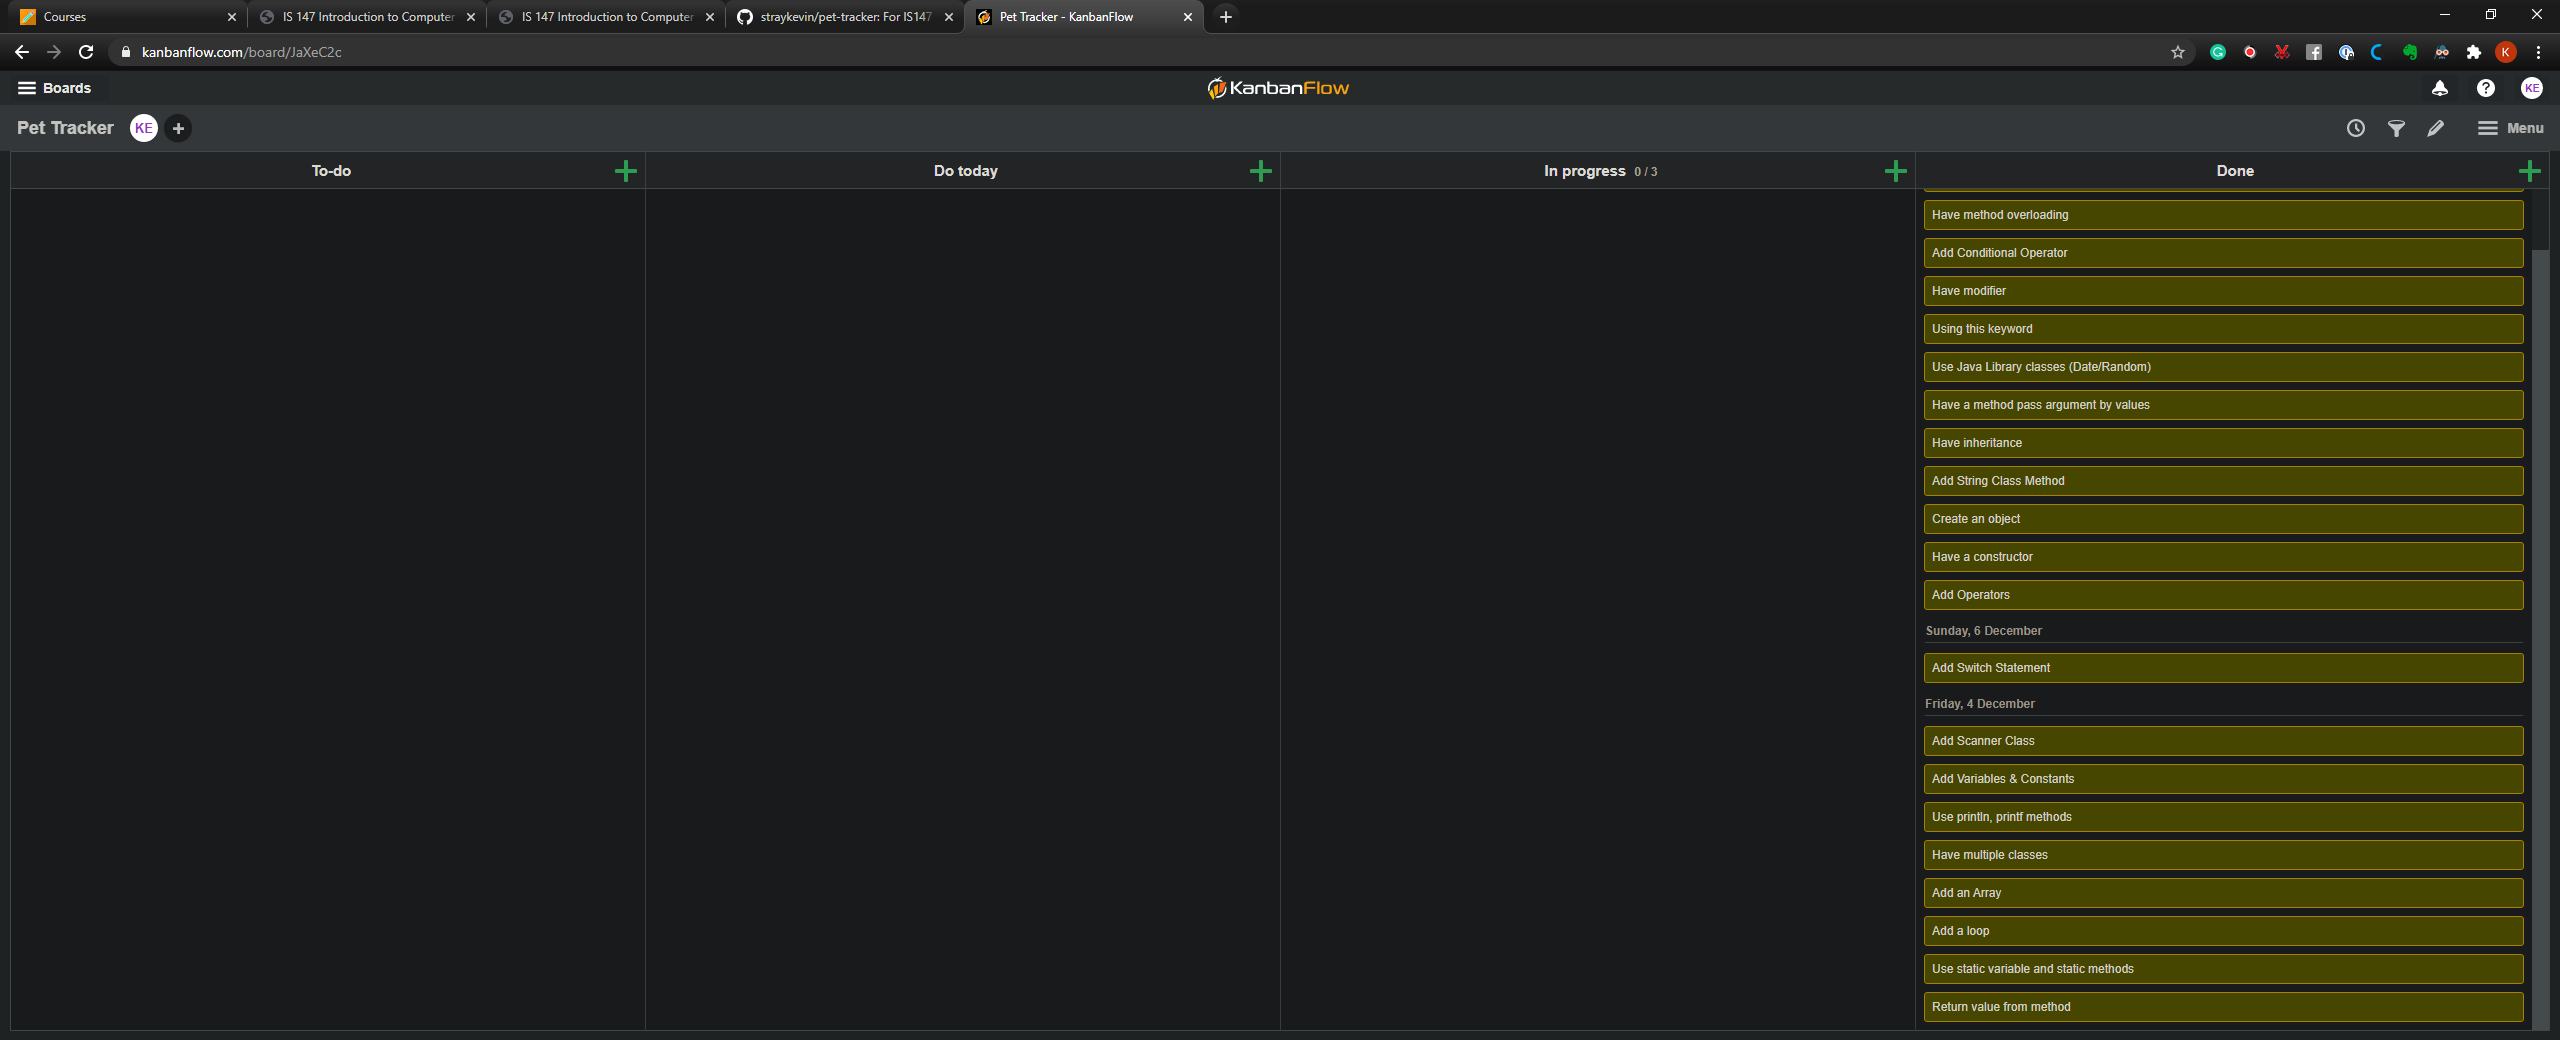 Courses
IS 147 Introduction to Computer
IS 147 Introduction to Computer
straykevin/pet-tracker: For IS147
Pet Tracker - KanbanFlow
kanbanflow.com/board/JaXeC2c
K
Boards
KanbanFlow
KE
Pet Tracker
KE
Menu
To-do
Do today
In progress 0 / 3
Done
Have method overloading
Add Conditional Operator
Have modifier
Using this keyword
Use Java Library classes (Date/Random)
Have a method pass argument by values
Have inheritance
Add String Class Method
Create an object
Have a constructor
Add Operators
Sunday, 6 December
Add Switch Statement
Friday, 4 December
Add Scanner Class
Add Variables & Constants
Use println, printf methods
Have multiple classes
Add an Array
Add a loop
Use static variable and static methods
Return value from method